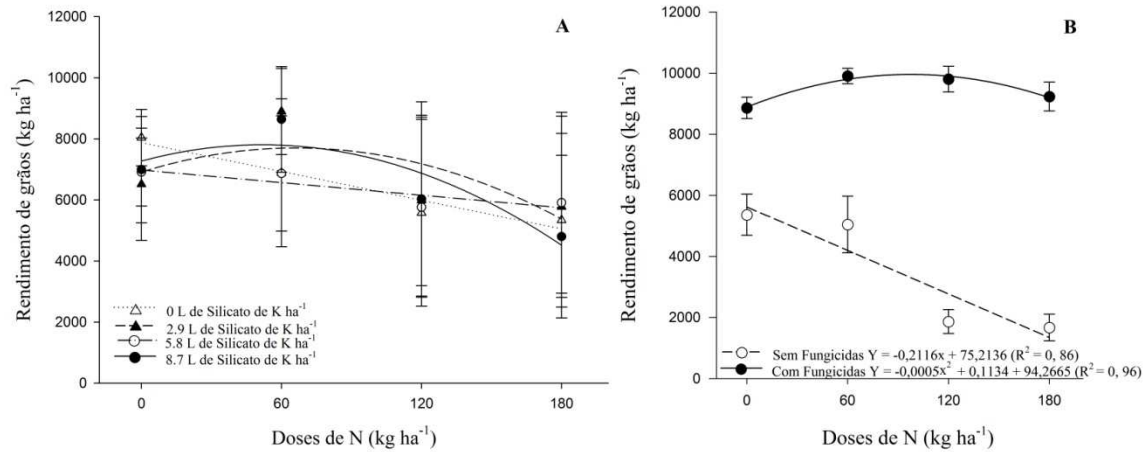 A
12000
10000
8000
6000
4000
2000
0
Rendimento de grãos (kg ha⁻¹)
0 L de Silicato de K ha⁻¹
2.9 L de Silicato de K ha⁻¹
5.8 L de Silicato de K ha⁻¹
8.7 L de Silicato de K ha⁻¹
0 60 120 180
Doses de N (kg ha⁻¹)
B
12000
10000
8000
6000
4000
2000
0
Rendimento de grãos (kg ha⁻¹)
Sem Fungicidas Y = -0,2116x + 75,2136 (R² = 0, 86)
Com Fungicidas Y = -0,0005x² + 0,1134 + 94,2665 (R² = 0, 96)
0 60 120 180
Doses de N (kg ha⁻¹)